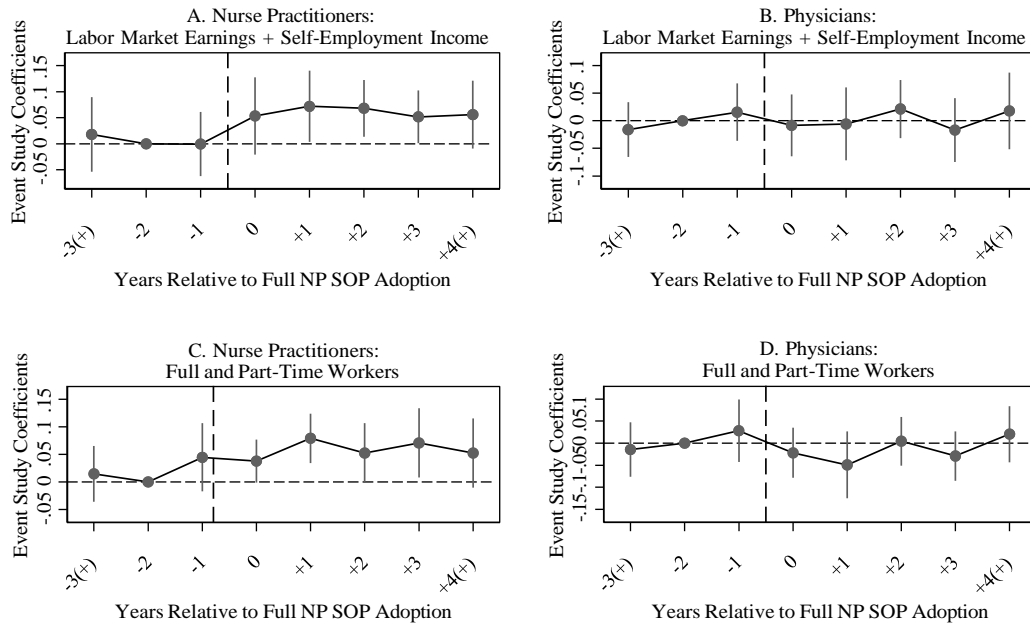 A. Nurse Practitioners:
Labor Market Earnings + Self-Employment Income
Event Study Coefficients
-.05 0 .05 .1 .15
-3(+) -2 -1 0 +1 +2 +3 +4(+)
Years Relative to Full NP SOP Adoption
B. Physicians:
Labor Market Earnings + Self-Employment Income
Event Study Coefficients
-.1 -.05 0 .05 .1
-3(+) -2 -1 0 +1 +2 +3 +4(+)
Years Relative to Full NP SOP Adoption
C. Nurse Practitioners:
Full and Part-Time Workers
Event Study Coefficients
-.05 0 .05 .1 .15
-3(+) -2 -1 0 +1 +2 +3 +4(+)
Years Relative to Full NP SOP Adoption
D. Physicians:
Full and Part-Time Workers
Event Study Coefficients
-.15 -.1 -.05 0 .05 .1
-3(+) -2 -1 0 +1 +2 +3 +4(+)
Years Relative to Full NP SOP Adoption